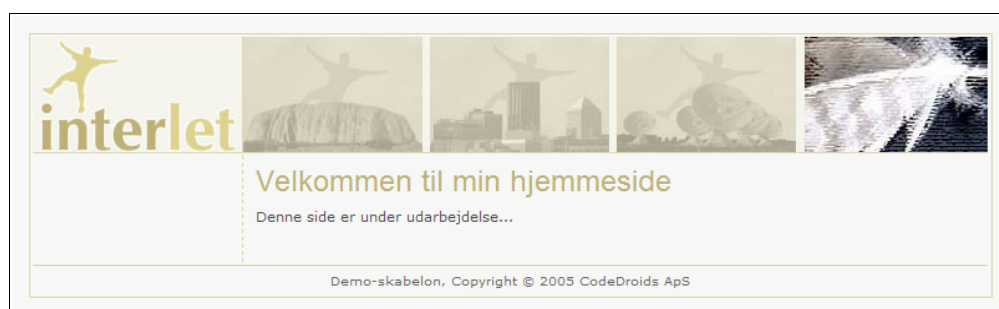 interlet
Velkommen til min hjemmeside
Denne side er under udarbejdelse...
Demo-skabelon, Copyright © 2005 CodeDroids ApS